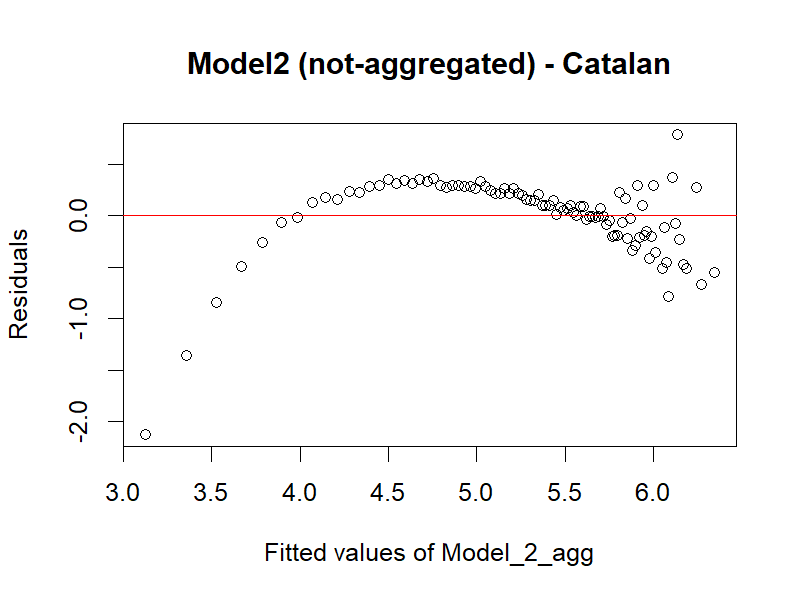 Model2 (not-aggregated) - Catalan
Residuals
0.0
-1.0
-2.0
3.0 3.5 4.0 4.5 5.0 5.5 6.0
Fitted values of Model_2_agg